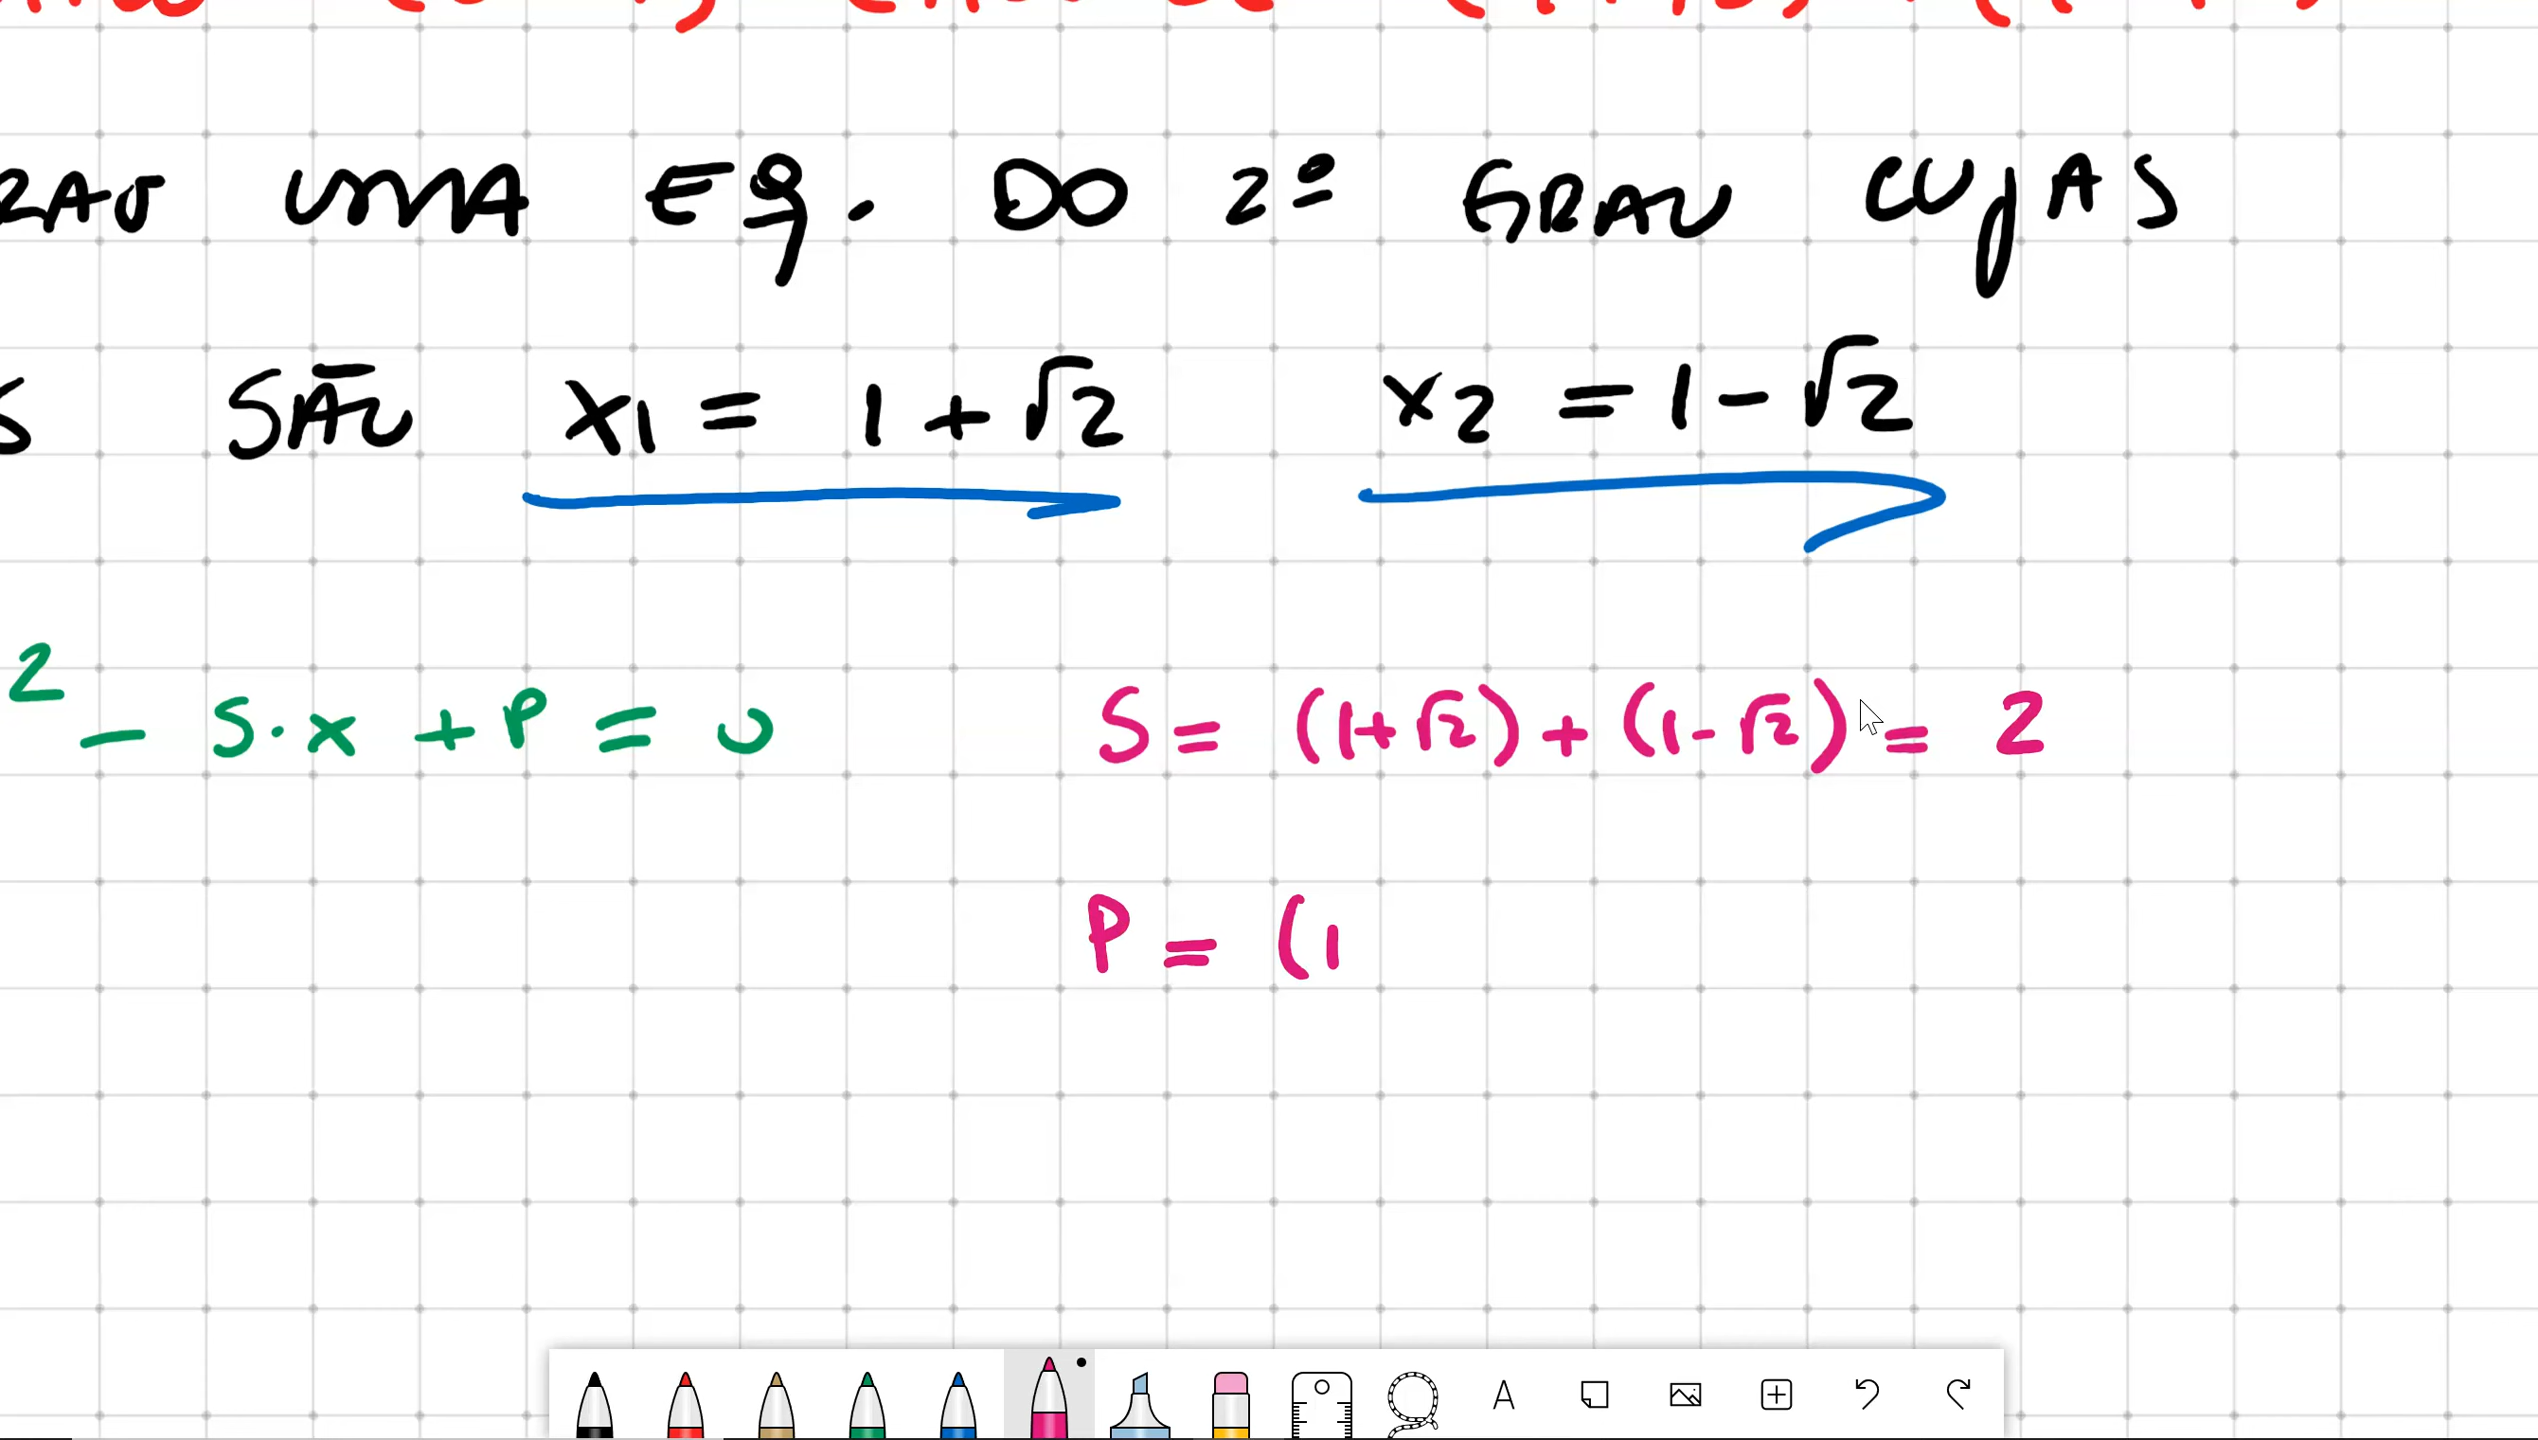 RAU UMA EQ. DO 2º GRAU CUJAS
S SÃO x1 = 1 + √2 x2 = 1 - √2
2 - S.x + P = 0 S = (1+√2) + (1-√2) = 2
P = (1
A